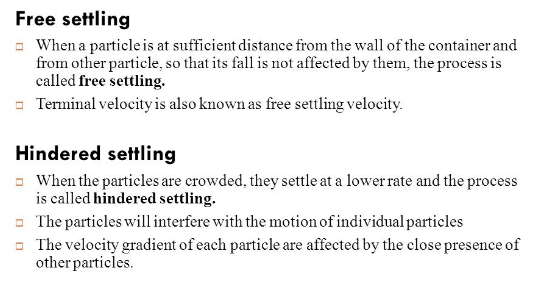 Free settling
When a particle is at sufficient distance from the wall of the container and
from other particle, so that its fall is not affected by them, the process is
called free settling.
Terminal velocity is also known as free settling velocity.
Hindered settling
When the particles are crowded, they settle at a lower rate and the process
is called hindered settling.
The particles will interfere with the motion of individual particles
The velocity gradient of each particle are affected by the close presence of
other particles.